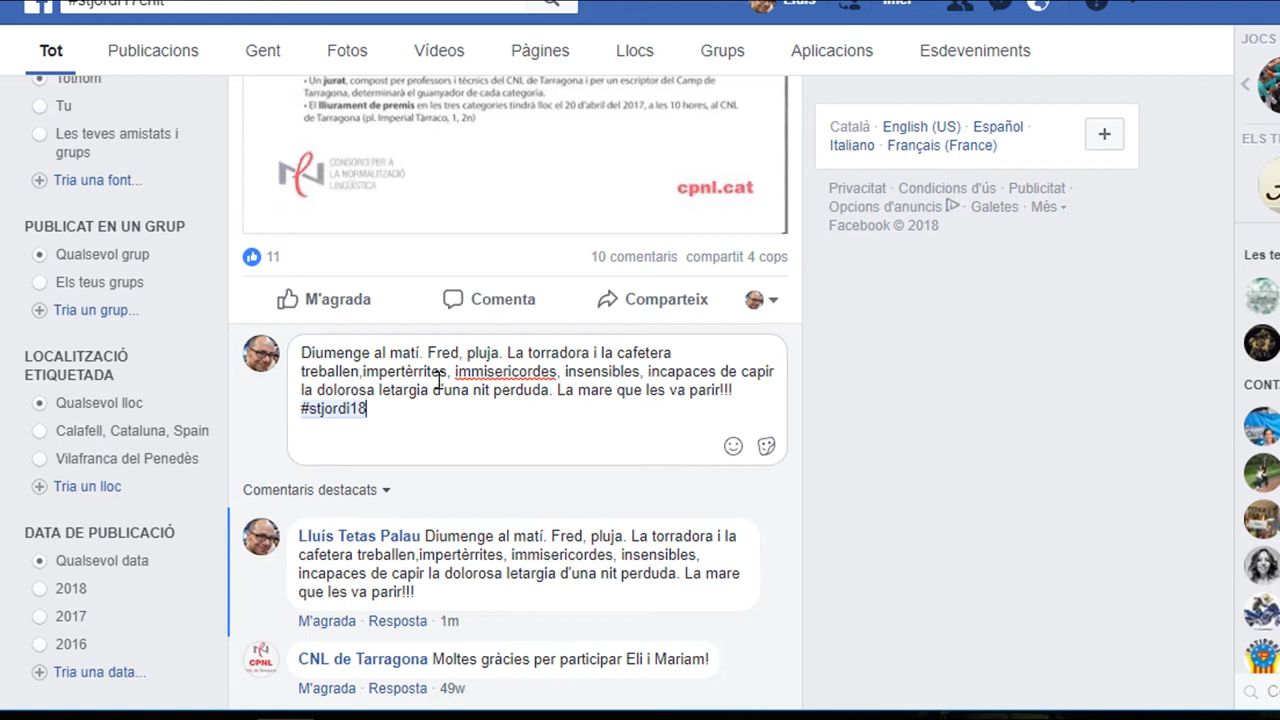 Tot Publicacions Gent Fotos Vídeos Pàgines Llocs Grups Aplicacions Esdeveniments
JOCS
Tothom
Tu
Les teves amistats i
grups
Tria una font...
PUBLICAT EN UN GRUP
Qualsevol grup
Els teus grups
Tria un grup...
LOCALITZACIÓ
ETIQUETADA
Qualsevol lloc
Calafell, Cataluna, Spain
Vilafranca del Penedès
Tria un lloc
DATA DE PUBLICACIÓ
Qualsevol data
2018
2017
2016
Tria una data...
• Un jurat, compost per professors i tècnics del CNL de Tarragona i per un escriptor del Camp de
Tarragona, determinarà el guanyador de cada categoria.
• El lliurament de premis en les tres categories tindrà lloc el 20 d'abril del 2017, a les 10 hores, al CNL
de Tarragona (pl. Imperial Tàrraco, 1, 2n)
CONSORCI PER A
LA NORMALITZACIÓ
LINGÜÍSTICA
cpnl.cat
11
10 comentaris compartit 4 cops
M'agrada Comenta Comparteix
Diumenge al matí. Fred, pluja. La torradora i la cafetera
treballen,impertèrrites, immisericordes, insensibles, incapaces de capir
la dolorosa letargia d'una nit perduda. La mare que les va parir!!!
#stjordi18
Comentaris destacats
Lluís Tetas Palau Diumenge al matí. Fred, pluja. La torradora i la
cafetera treballen,impertèrrites, immisericordes, insensibles,
incapaces de capir la dolorosa letargia d'una nit perduda. La mare
que les va parir!!!
M'agrada · Resposta · 1m
CPNL
CNL de Tarragona Moltes gràcies per participar Eli i Mariam!
M'agrada · Resposta · 49w
Català · English (US) · Español ·
Italiano · Français (France)
Privacitat · Condicions d'ús · Publicitat ·
Opcions d'anuncis · Galetes · Més
Facebook © 2018
Les te